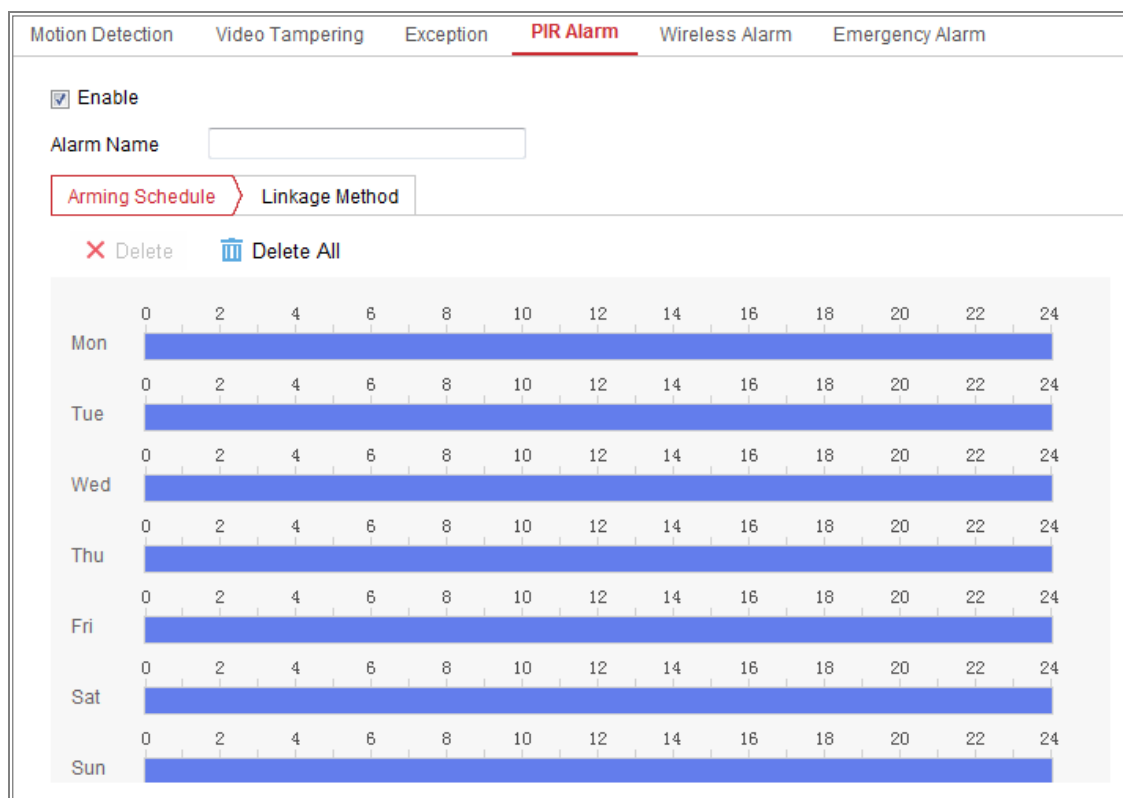 Motion Detection Video Tampering Exception PIR Alarm Wireless Alarm Emergency Alarm
Enable
Alarm Name
Arming Schedule Linkage Method
Delete Delete All
0 2 4 6 8 10 12 14 16 18 20 22 24
Mon
0 2 4 6 8 10 12 14 16 18 20 22 24
Tue
0 2 4 6 8 10 12 14 16 18 20 22 24
Wed
0 2 4 6 8 10 12 14 16 18 20 22 24
Thu
0 2 4 6 8 10 12 14 16 18 20 22 24
Fri
0 2 4 6 8 10 12 14 16 18 20 22 24
Sat
0 2 4 6 8 10 12 14 16 18 20 22 24
Sun